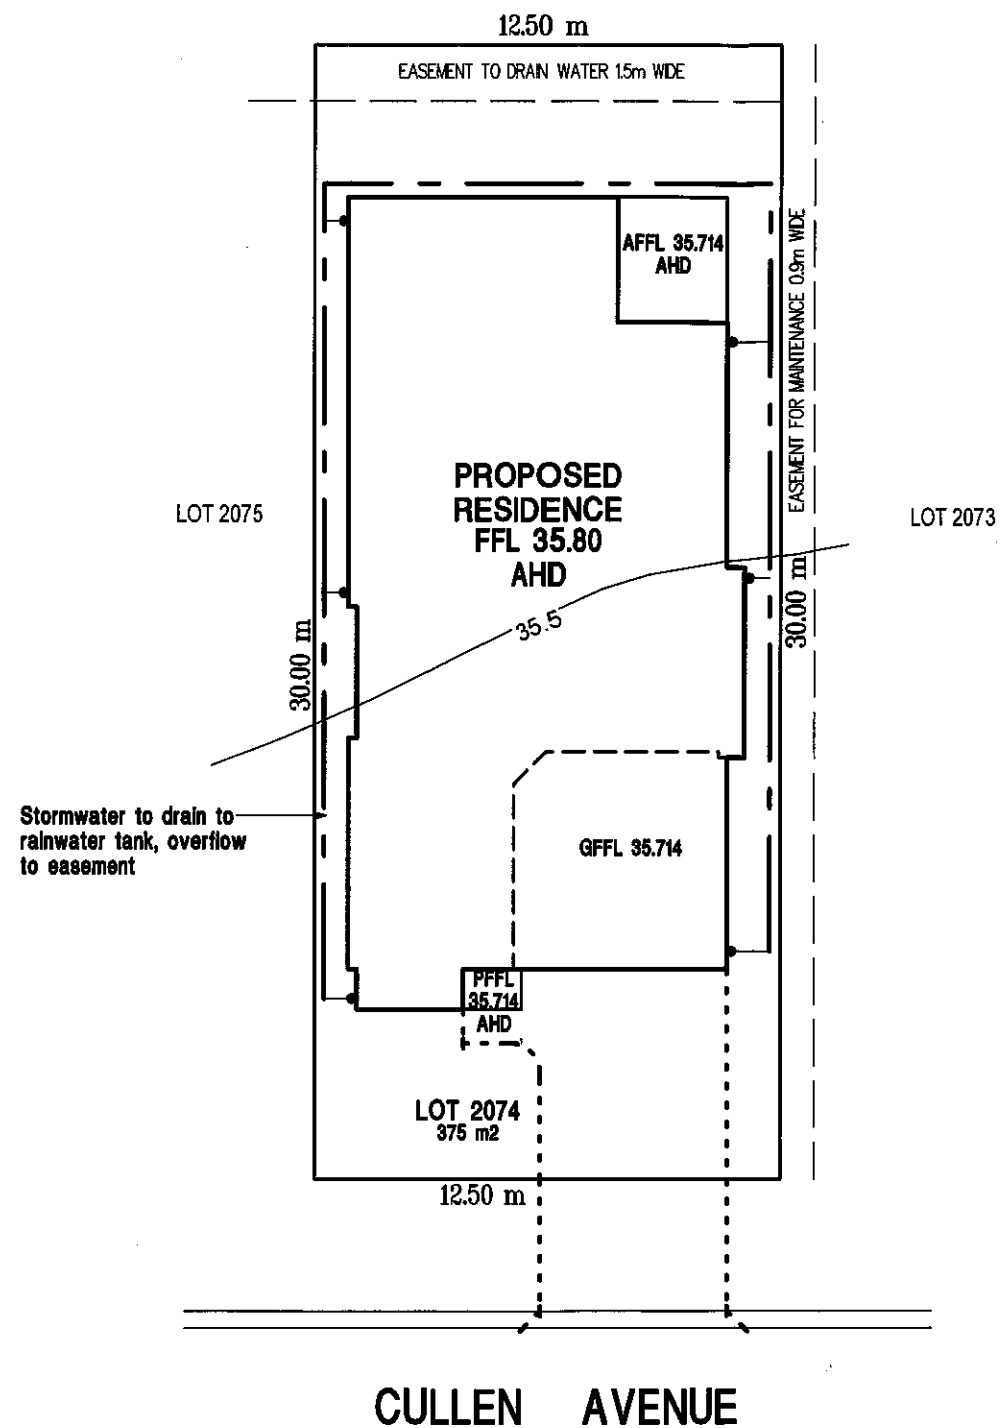 12.50 m
EASEMENT TO DRAIN WATER 1.5m WIDE
AFFL 35.714
AHD
EASEMENT FOR MAINTENANCE 0.9m WIDE
PROPOSED
RESIDENCE
FFL 35.80
AHD
LOT 2075
LOT 2073
35.5
30.00 m
30.00 m
Stormwater to drain to
rainwater tank, overflow
to easement
GFFL 35.714
PFFL
35.714
AHD
LOT 2074
375 m2
12.50 m
CULLEN AVENUE